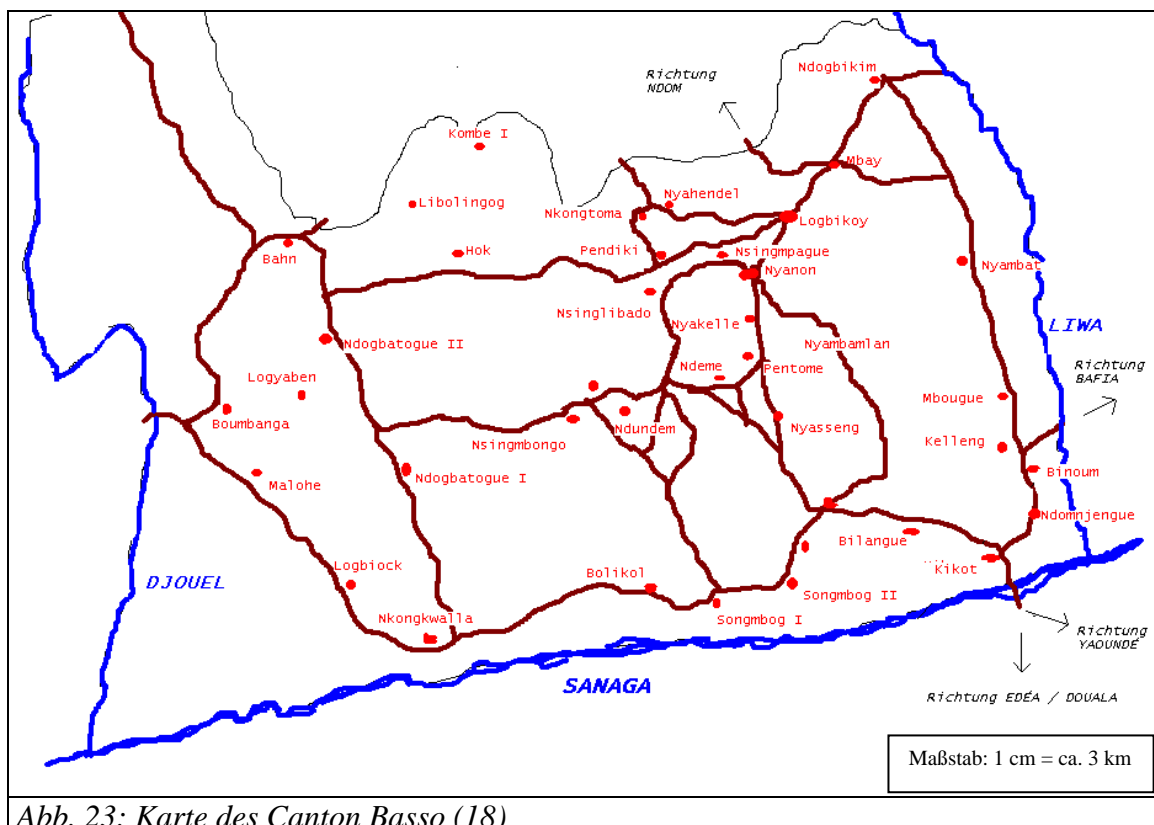 Richtung
NDOM
Ndogbikim
Kombe I
Mbay
Libolingog
Nyahendel
Nkongtoma
Logbikoy
Bahn
Hok
Pendiki
Nsingmpague
Nyanon
Nyambat
Nsinglibado
LIWA
Nyakelle
Nyambamlan
Ndogbatogue II
Richtung
BAFIA
Ndeme
Pentome
Logyaben
Mbougue
Boumbanga
Ndundem
Nyasseng
Nsingmbongo
Kelleng
Binoum
Malohe
Ndogbatogue I
Ndomnjengue
Bilangue
Kikot
Logbiock
Bolikol
DJOUEL
Songmbog II
Nkongkwalla
Songmbog I
Richtung
YAOUNDÉ
SANAGA
Richtung EDÉA / DOUALA
Maßstab: 1 cm = ca. 3 km
Abb. 23: Karte des Canton Basso (18)